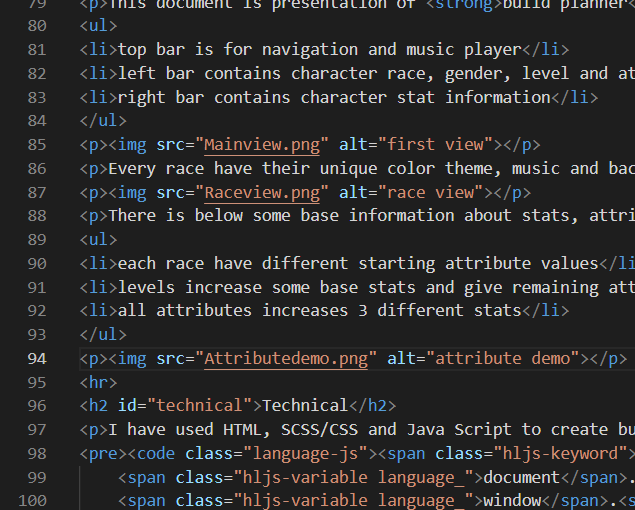 79 <p>This document is presentation of <strong>build planner<
80 <ul>
81 <li>top bar is for navigation and music player</li>
82 <li>left bar contains character race, gender, level and at
83 <li>right bar contains character stat information</li>
84 </ul>
85 <p><img src="Mainview.png" alt="first view"></p>
86 <p>Every race have their unique color theme, music and bac
87 <p><img src="Raceview.png" alt="race view"></p>
88 <p>There is below some base information about stats, attri
89 <ul>
90 <li>each race have different starting attribute values</li
91 <li>levels increase some base stats and give remaining att
92 <li>all attributes increases 3 different stats</li>
93 </ul>
94 <p><img src="Attributedemo.png" alt="attribute demo"></p>
95 <hr>
96 <h2 id="technical">Technical</h2>
97 <p>I have used HTML, SCSS/CSS and Java Script to create bu
98 <pre><code class="language-js"><span class="hljs-keyword">
99 <span class="hljs-variable language_">document</span>.
100 <span class="hljs-variable language_">window</span>.<s